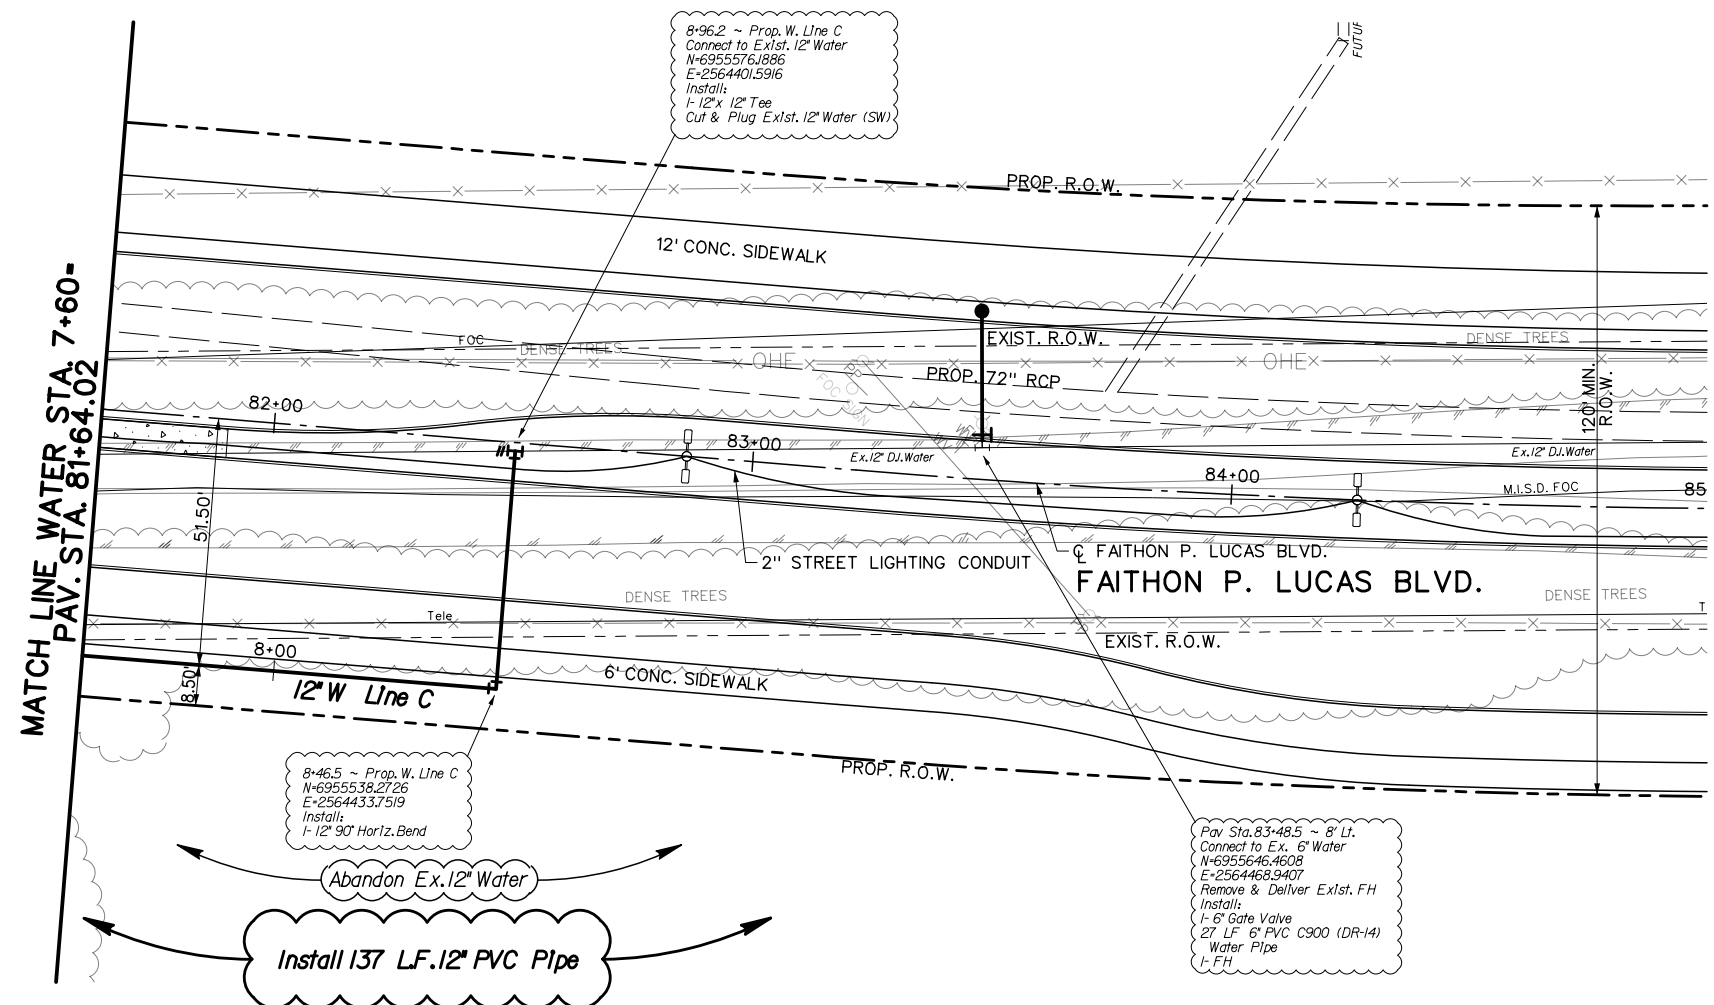 8+96.2 ~ Prop. W. Line C
Connect to Exist. 12" Water
N=6955576.1886
E=2564401.5916
Install:
1- 12"x 12" Tee
Cut & Plug Exist. 12" Water (SW)
PROP. R.O.W.
12' CONC. SIDEWALK
FOC
DENSE TREES
OHE
EXIST. R.O.W.
OHE
DENSE TREES
PROP. 72" RCP
PP
FOC SIGN
120' MIN.
R.O.W.
MATCH LINE WATER STA. 7+60=
PAV. STA. 81+64.02
82+00
83+00
Ex. 12" D.I. Water
Ex. 12" D.I. Water
84+00
M.I.S.D. FOC
85
51.50'
2" STREET LIGHTING CONDUIT
℄ FAITHON P. LUCAS BLVD.
FAITHON P. LUCAS BLVD.
DENSE TREES
DENSE TREES
Tele
T
EXIST. R.O.W.
8+00
8.50'
12" W Line C
6' CONC. SIDEWALK
PROP. R.O.W.
8+46.5 ~ Prop. W. Line C
N=6955538.2726
E=2564433.7519
Install:
1- 12" 90° Horiz. Bend
Abandon Ex. 12" Water
Install 137 L.F. 12" PVC Pipe
Pav Sta. 83+48.5 ~ 8' Lt.
Connect to Ex. 6" Water
N=6955646.4608
E=2564468.9407
Remove & Deliver Exist. FH
Install:
1- 6" Gate Valve
27 LF 6" PVC C900 (DR-14)
Water Pipe
1- FH